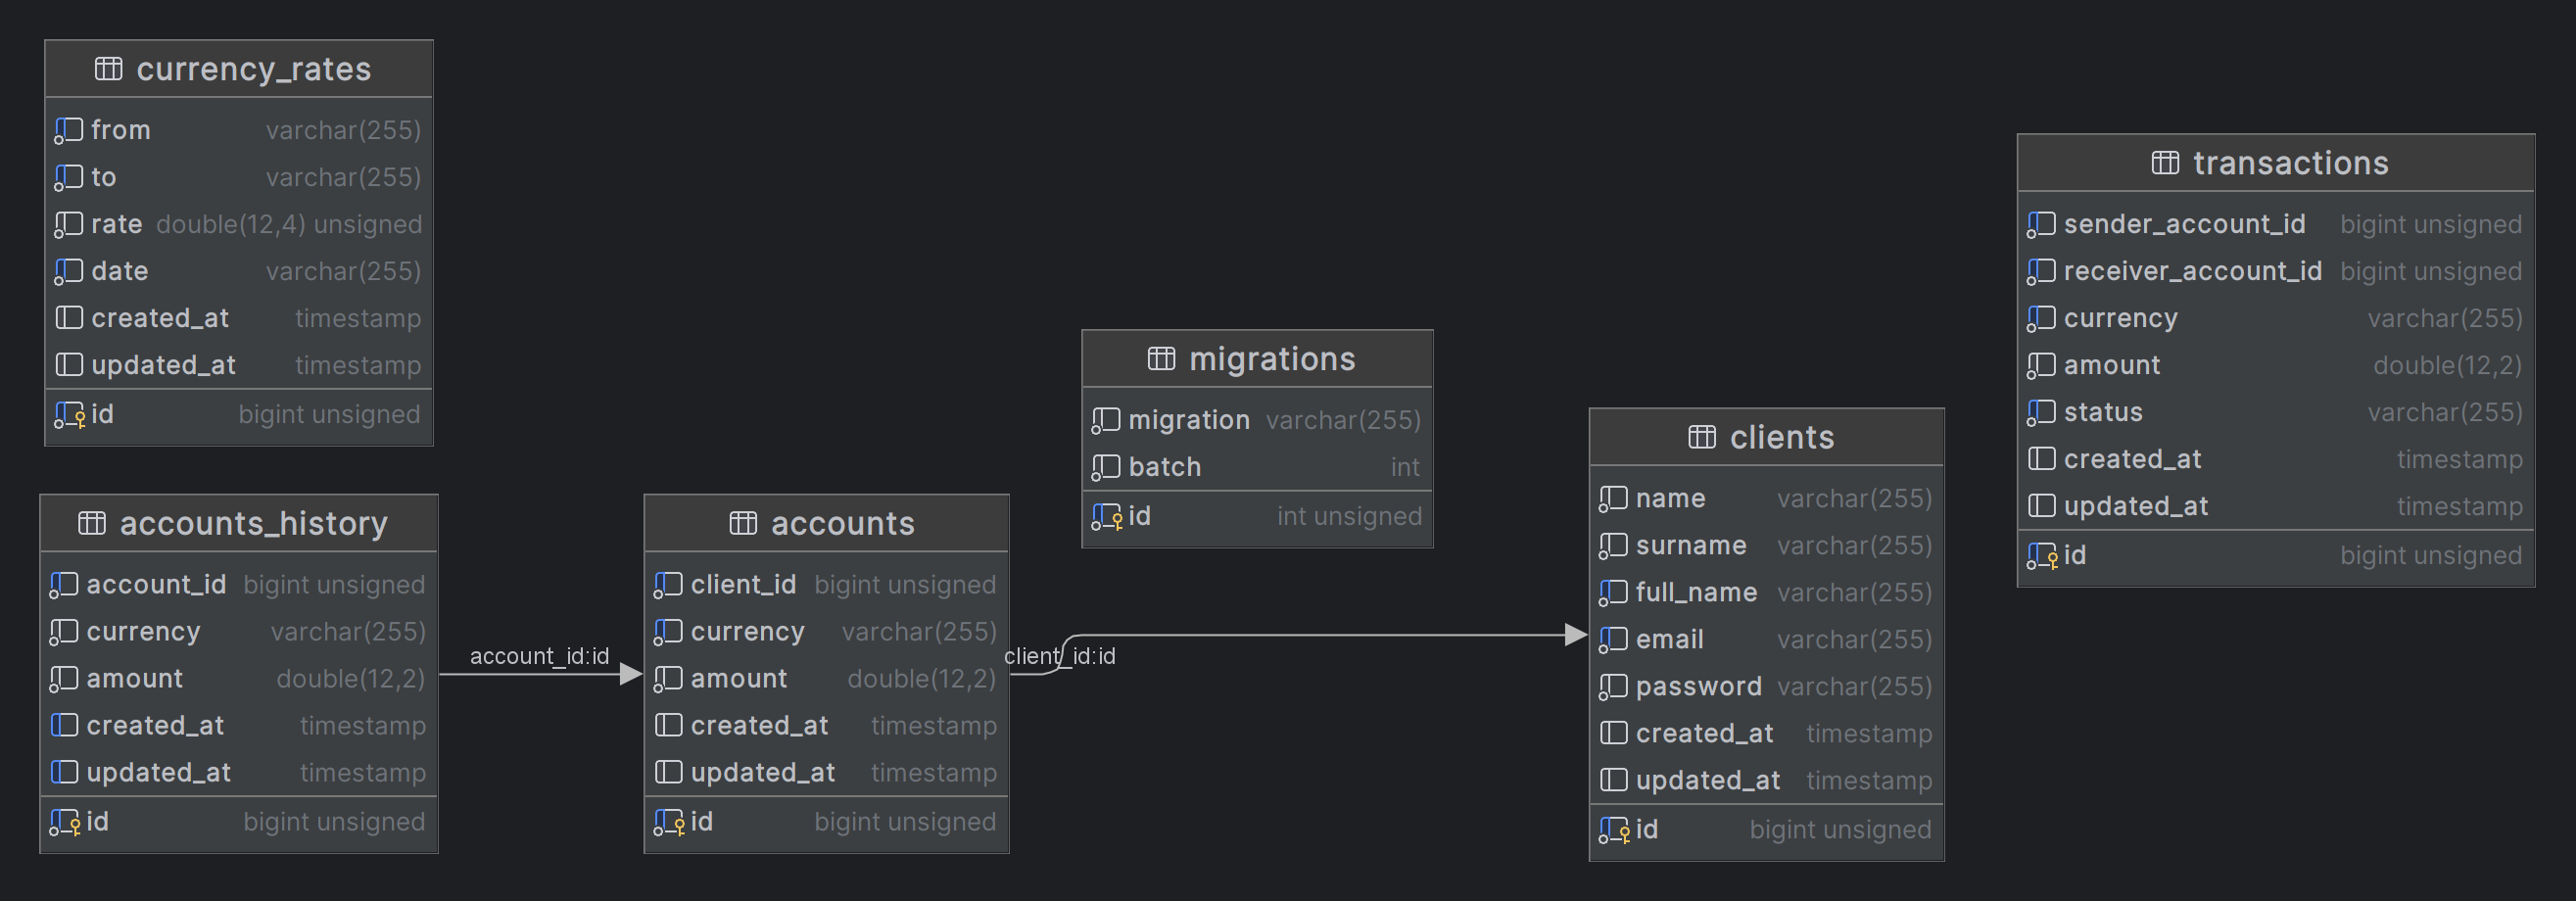 currency_rates
from varchar(255)
to varchar(255)
rate double(12,4) unsigned
date varchar(255)
created_at timestamp
updated_at timestamp
id bigint unsigned
accounts_history
account_id bigint unsigned
currency varchar(255)
amount double(12,2)
created_at timestamp
updated_at timestamp
id bigint unsigned
account_id:id
accounts
client_id bigint unsigned
currency varchar(255)
amount double(12,2)
created_at timestamp
updated_at timestamp
id bigint unsigned
client_id:id
migrations
migration varchar(255)
batch int
id int unsigned
clients
name varchar(255)
surname varchar(255)
full_name varchar(255)
email varchar(255)
password varchar(255)
created_at timestamp
updated_at timestamp
id bigint unsigned
transactions
sender_account_id bigint unsigned
receiver_account_id bigint unsigned
currency varchar(255)
amount double(12,2)
status varchar(255)
created_at timestamp
updated_at timestamp
id bigint unsigned